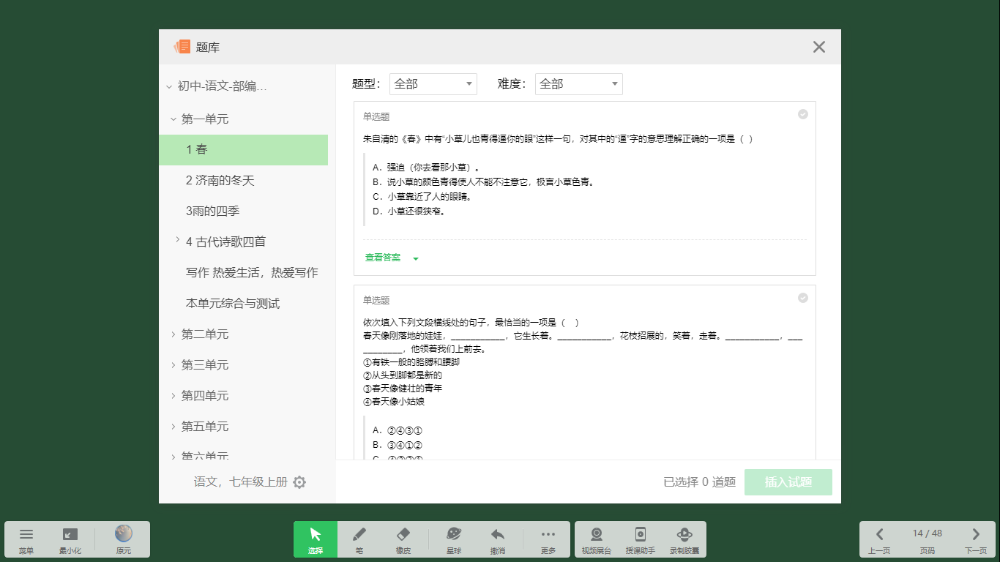 题库
初中-语文-部编...
第一单元
1 春
2 济南的冬天
3雨的四季
4 古代诗歌四首
写作 热爱生活，热爱写作
本单元综合与测试
第二单元
第三单元
第四单元
第五单元
第六单元
语文，七年级上册
题型： 全部 难度： 全部
单选题
朱自清的《春》中有“小草儿也青得逼你的眼”这样一句，对其中的“逼”字的意思理解正确的一项是（ ）
A．强迫（你去看那小草）。
B．说小草的颜色青得使人不能不注意它，极言小草色青。
C．小草靠近了人的眼睛。
D．小草还很狭窄。
查看答案
单选题
依次填入下列文段横线处的句子，最恰当的一项是（ ）
春天像刚落地的娃娃，___________，它生长着。___________，花枝招展的，笑着，走着。___________，___
________，他领着我们上前去。
①有铁一般的胳膊和腰脚
②从头到脚都是新的
③春天像健壮的青年
④春天像小姑娘
A．②④③①
B．③④①②
已选择 0 道题 插入试题
菜单 最小化 原元 选择 笔 橡皮 星球 撤消 更多 视频展台 授课助手 录制胶囊 上一页 14 / 48 页码 下一页